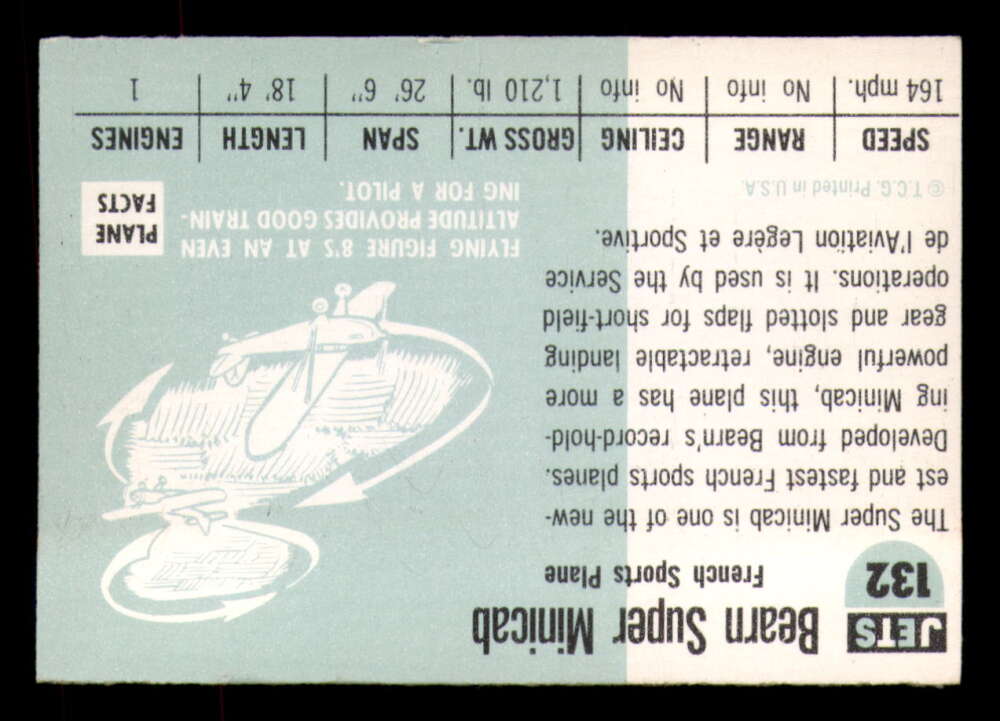 JETS
132
Bearn Super Minicab
French Sports Plane
The Super Minicab is one of the new-
est and fastest French sports planes.
Developed from Bearn's record-hold-
ing Minicab, this plane has a more
powerful engine, retractable landing
gear and slotted flaps for short-field
operations. It is used by the Service
de l'Aviation Legère et Sportive.
© T.C.G. Printed in U.S.A
FLYING FIGURE 8'S AT AN EVEN
ALTITUDE PROVIDES GOOD TRAIN-
ING FOR A PILOT.
PLANE
FACTS
SPEED RANGE CEILING GROSS WT. SPAN LENGTH ENGINES
164 mph. No info No info 1,210 lb. 26' 6" 18' 4" 1